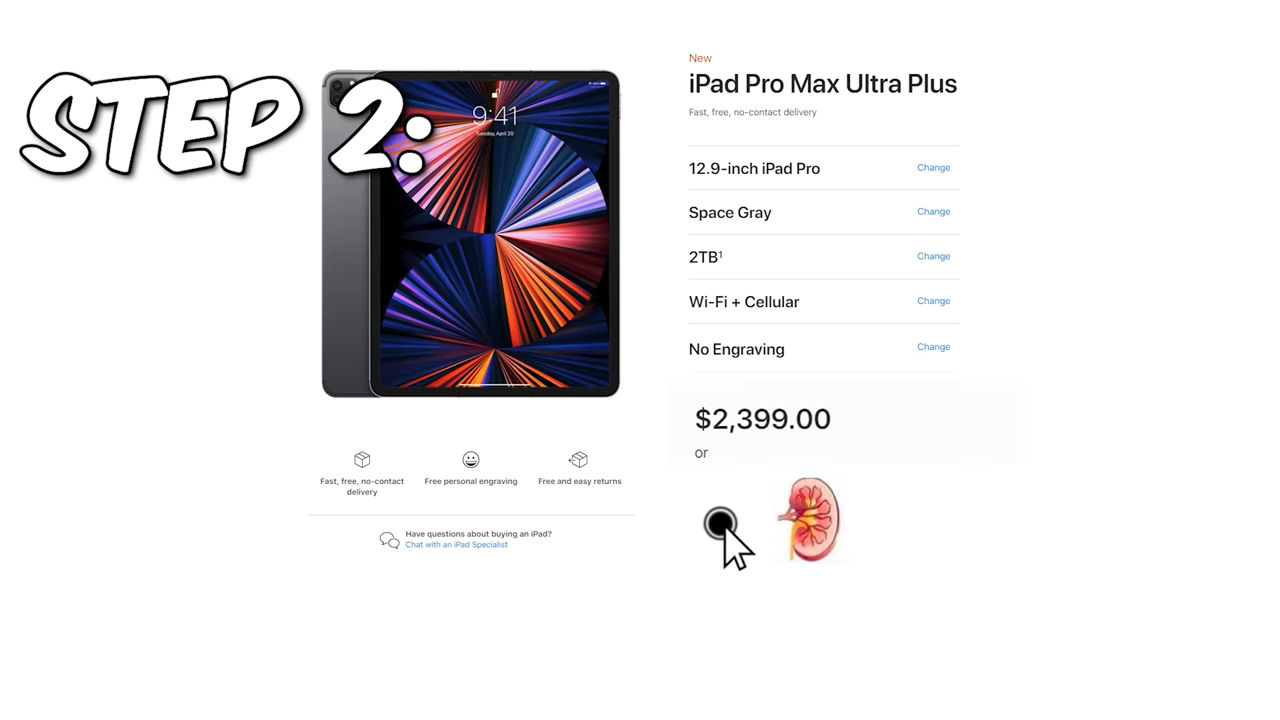 STEP 2:
9:41
Tuesday, April 20
Fast, free, no-contact
delivery
Free personal engraving
Free and easy returns
Have questions about buying an iPad?
Chat with an iPad Specialist
New
iPad Pro Max Ultra Plus
Fast, free, no-contact delivery
12.9-inch iPad Pro Change
Space Gray Change
2TB¹ Change
Wi-Fi + Cellular Change
No Engraving Change
$2,399.00
or